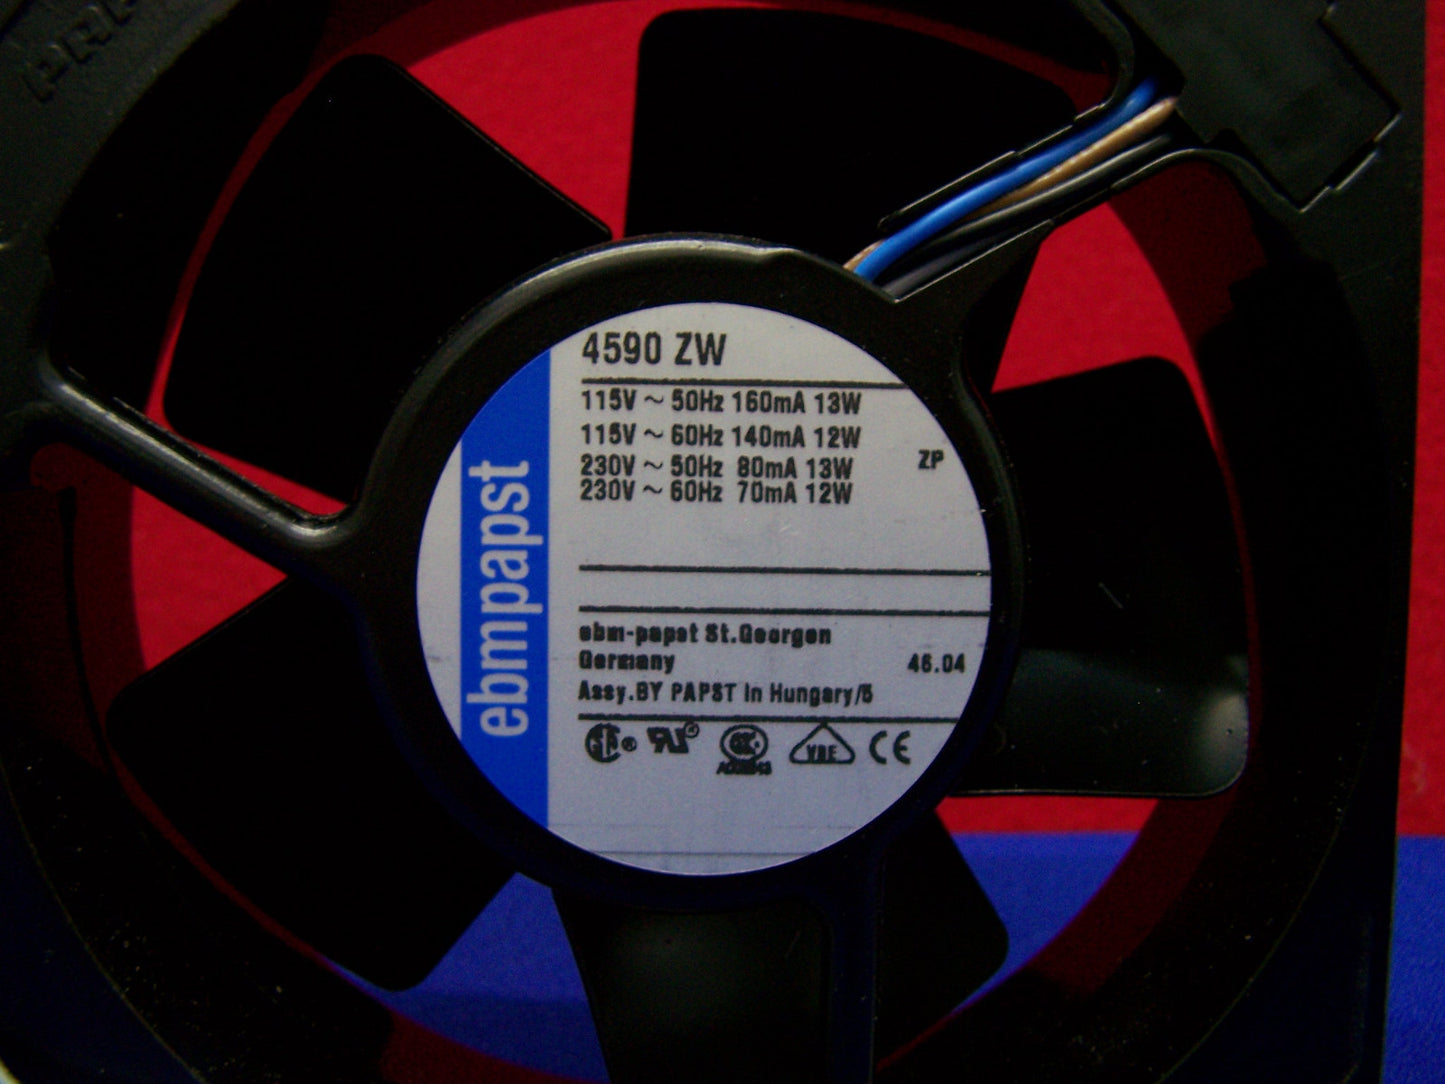 4590 ZW
115V ~ 50Hz 160mA 13W
115V ~ 60Hz 140mA 12W
230V ~ 50Hz 80mA 13W
230V ~ 60Hz 70mA 12W
ZP
ebmpapst
ebm-papst St.Georgen
Germany 46.04
Assy.BY PAPST in Hungary/5
VDE CE